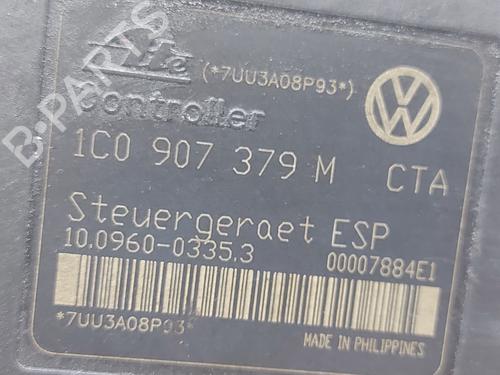 Ate (*7UU3A08P93*)
Controller
1C0 907 379 M CTA
Steuergeraet ESP
10.0960-0335.3 00007884E1
*7UU3A08P93*
MADE IN PHILIPPINES
B-PARTS